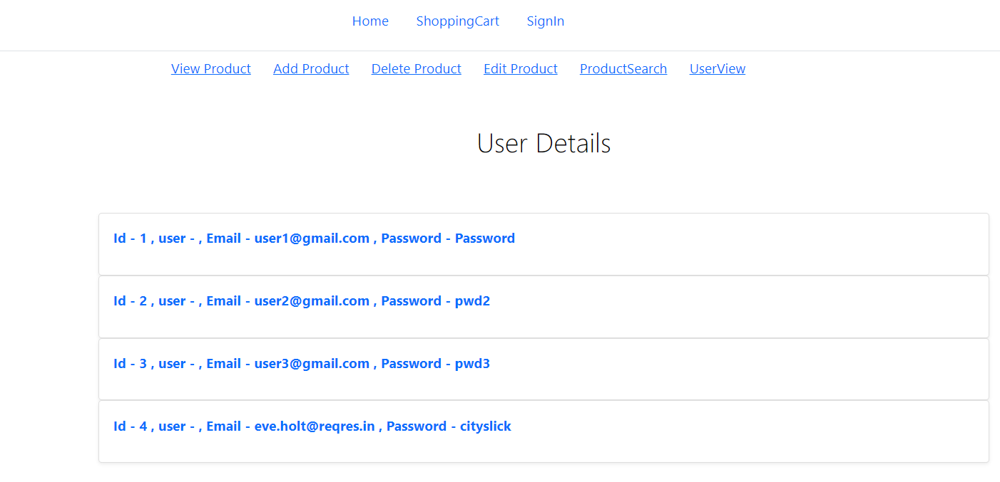 Home ShoppingCart SignIn
View Product Add Product Delete Product Edit Product ProductSearch UserView
User Details
Id - 1 , user - , Email - user1@gmail.com , Password - Password
Id - 2 , user - , Email - user2@gmail.com , Password - pwd2
Id - 3 , user - , Email - user3@gmail.com , Password - pwd3
Id - 4 , user - , Email - eve.holt@reqres.in , Password - cityslick